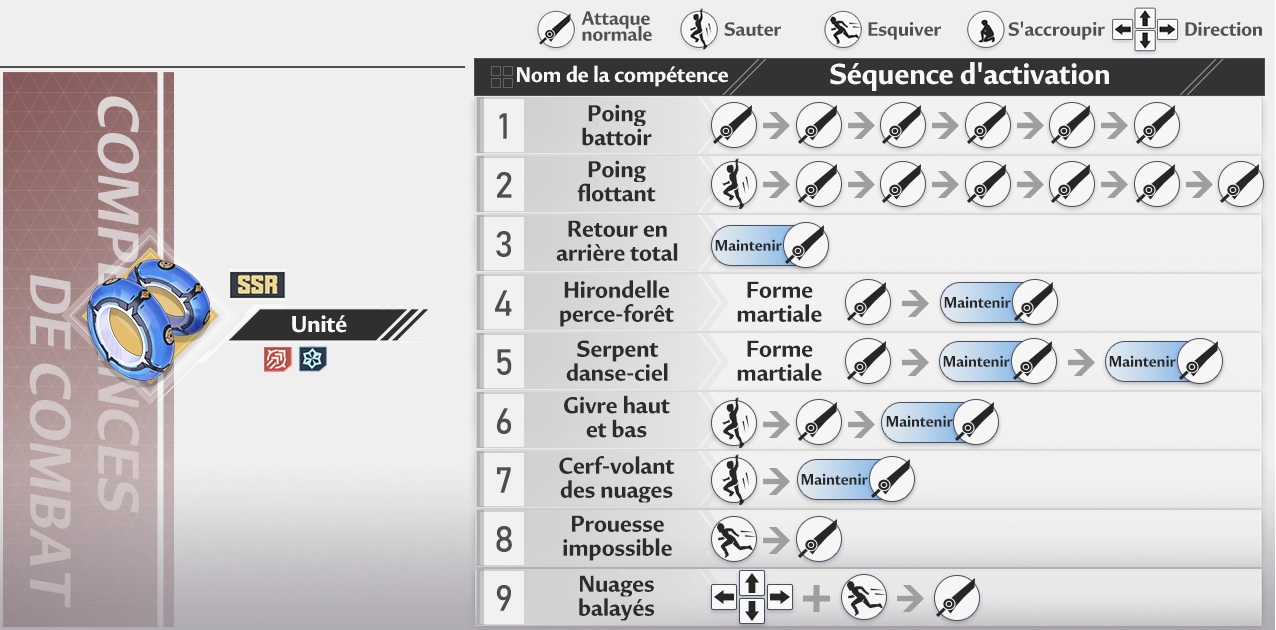 Attaque
normale
Sauter
Esquiver
S'accroupir
Direction
Nom de la compétence
Séquence d'activation
COMPÉTENCES
DE COMBAT
SSR
Unité
1
Poing
battoir
2
Poing
flottant
3
Retour en
arrière total
Maintenir
4
Hirondelle
perce-forêt
Forme
martiale
Maintenir
5
Serpent
danse-ciel
Forme
martiale
Maintenir
Maintenir
6
Givre haut
et bas
Maintenir
7
Cerf-volant
des nuages
Maintenir
8
Prouesse
impossible
9
Nuages
balayés